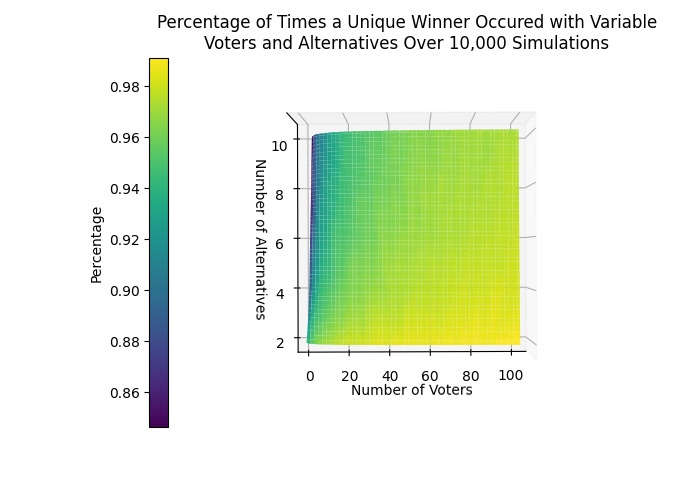 Percentage of Times a Unique Winner Occured with Variable
Voters and Alternatives Over 10,000 Simulations
0.98
0.96
0.94
0.92
0.90
0.88
0.86
Percentage
10
8
6
4
2
Number of Alternatives
0 20 40 60 80 100
Number of Voters